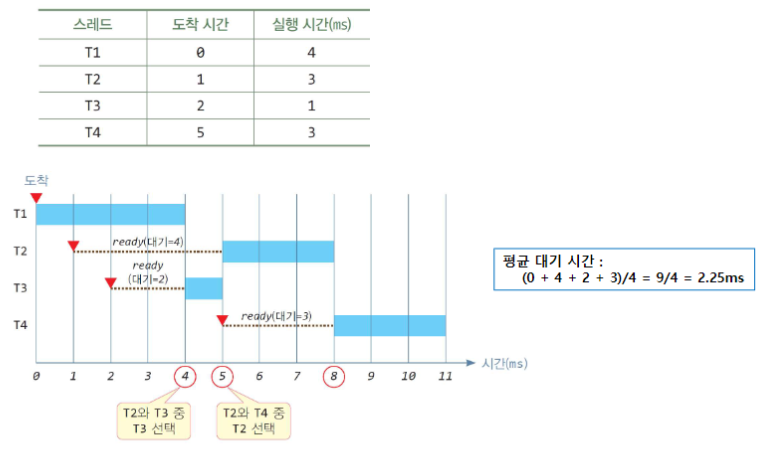 스레드 도착 시간 실행 시간(ms)
T1 0 4
T2 1 3
T3 2 1
T4 5 3
도착
T1
T2 ready(대기=4)
ready
(대기=2)
T3
T4 ready(대기=3)
평균 대기 시간 :
(0 + 4 + 2 + 3)/4 = 9/4 = 2.25ms
시간(ms)
0 1 2 3 4 5 6 7 8 9 10 11
T2와 T3 중
T3 선택
T2와 T4 중
T2 선택